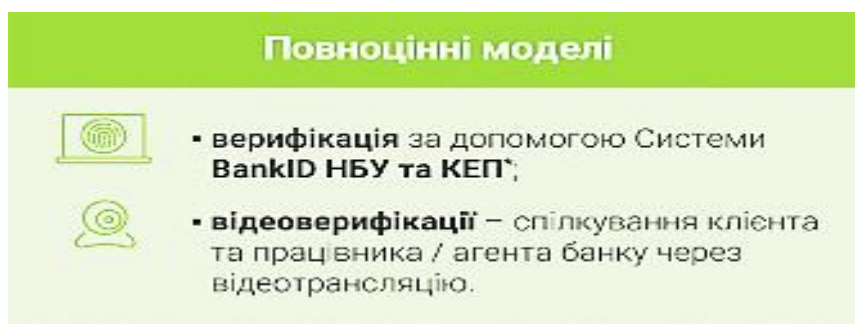 Повноцінні моделі
▪ верифікація за допомогою Системи
BankID НБУ та КЕП*;
▪ відеоверифікації – спілкування клієнта
та працівника / агента банку через
відеотрансляцію.